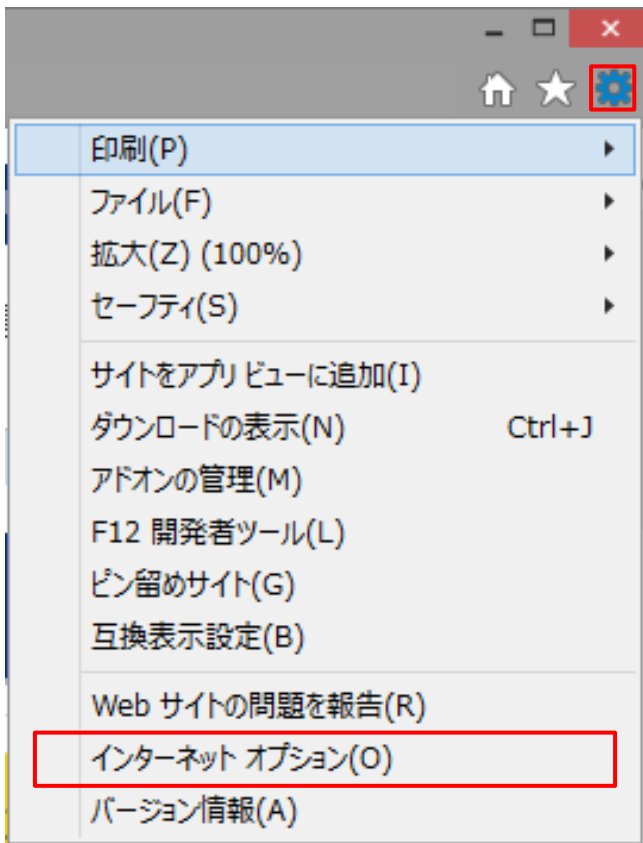 印刷(P)
ファイル(F)
拡大(Z) (100%)
セーフティ(S)
サイトをアプリ ビューに追加(I)
ダウンロードの表示(N) Ctrl+J
アドオンの管理(M)
F12 開発者ツール(L)
ピン留めサイト(G)
互換表示設定(B)
Web サイトの問題を報告(R)
インターネット オプション(O)
バージョン情報(A)